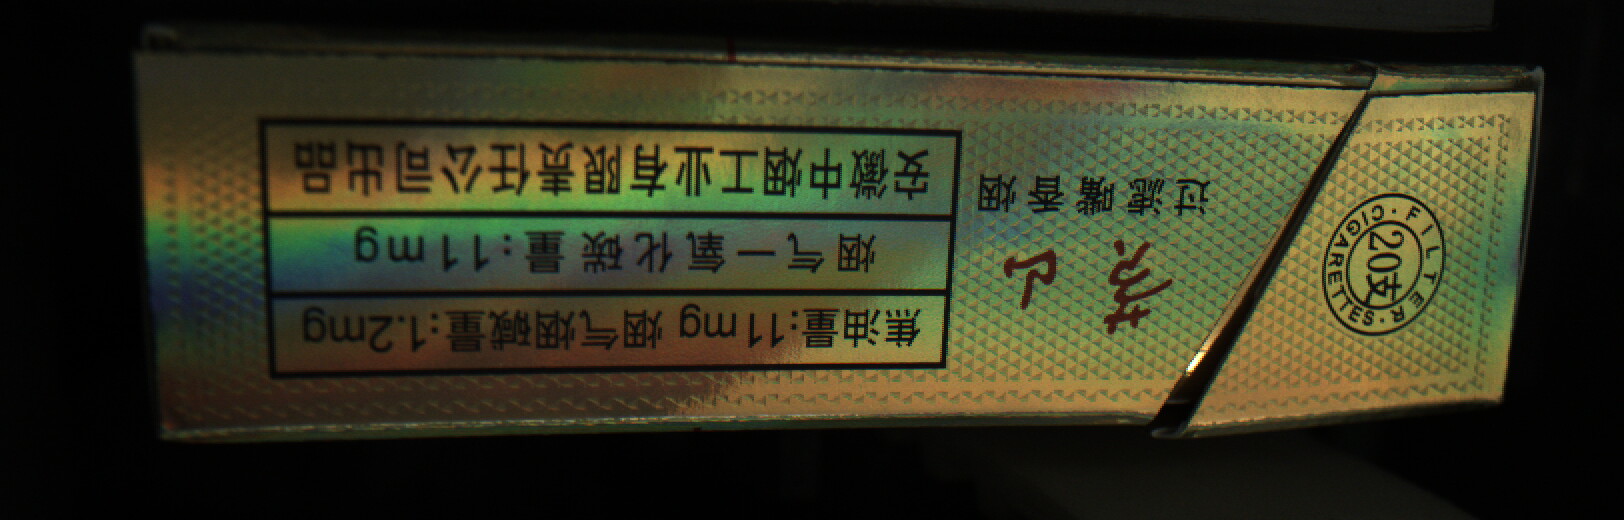 FILTER·CIGARETTES·
20支
黄山
过滤嘴香烟
焦油量:11mg 烟气烟碱量:1.2mg
烟气一氧化碳量:11mg
安徽中烟工业有限责任公司出品